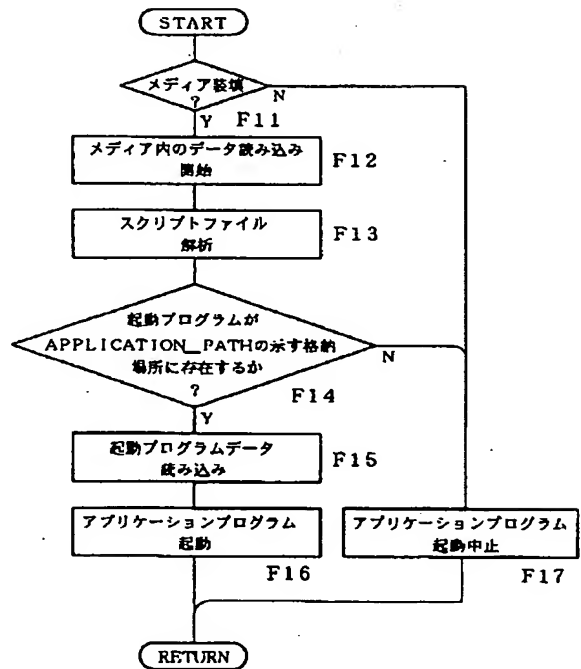 START
メディア装填
?
N
Y
F11
メディア内のデータ読み込み
開始
F12
スクリプトファイル
解析
F13
起動プログラムが
APPLICATION_PATHの示す格納
場所に存在するか
?
N
F14
Y
起動プログラムデータ
読み込み
F15
アプリケーションプログラム
起動
F16
アプリケーションプログラム
起動中止
F17
RETURN